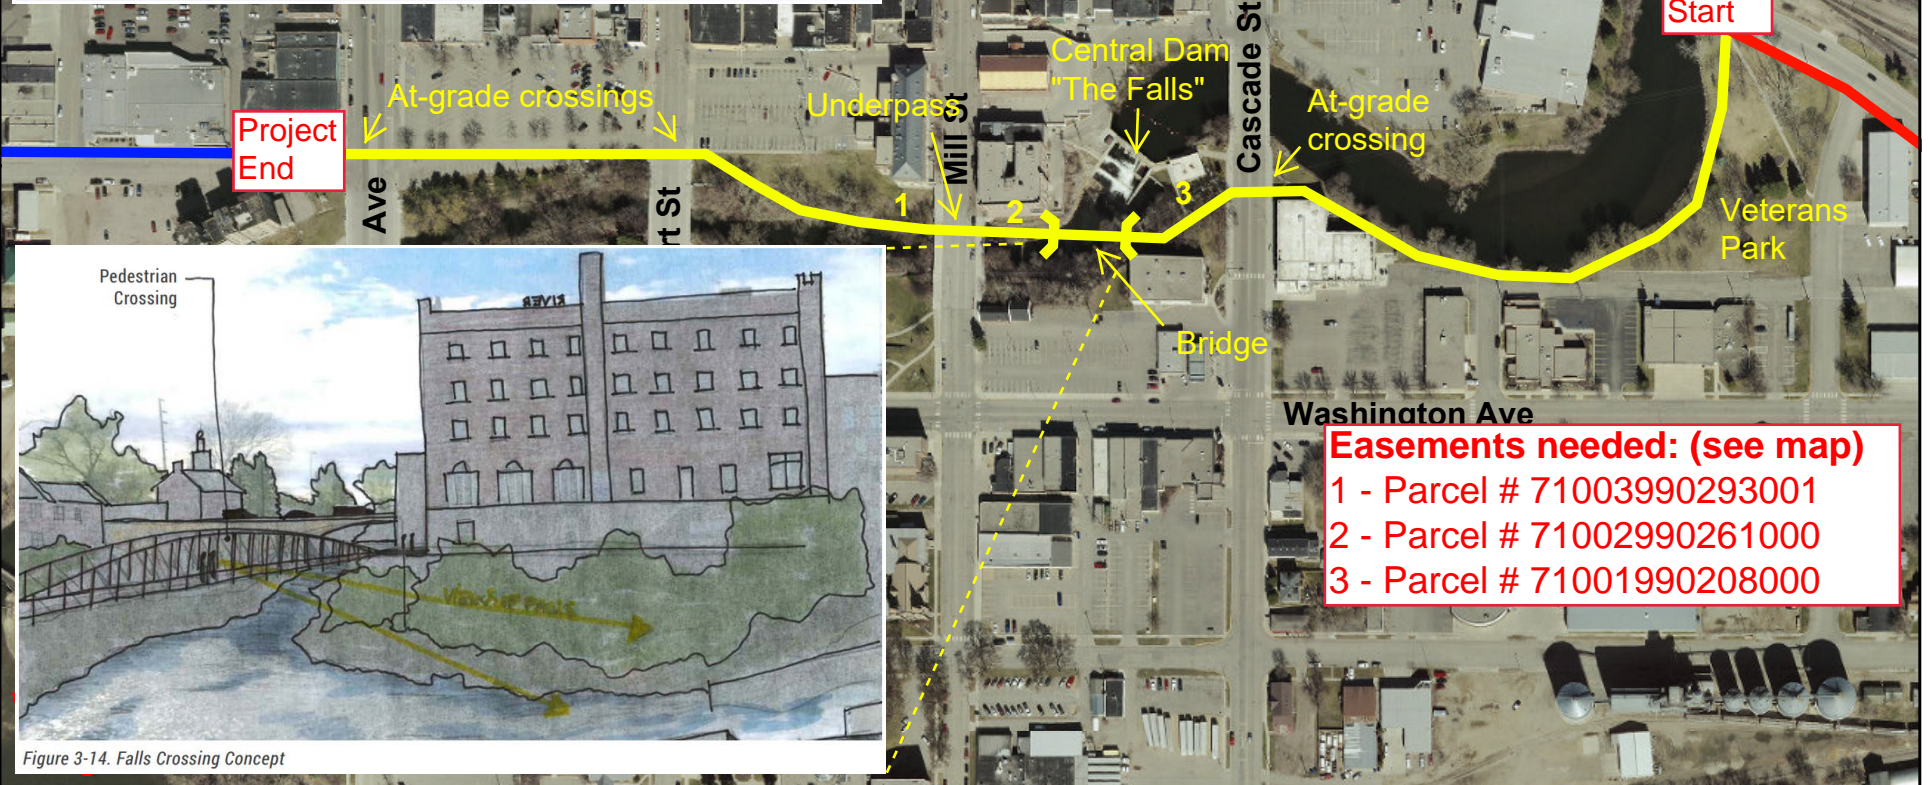 Start
Cascade St
Central Dam
"The Falls"
At-grade crossings
Underpass
Mill St
At-grade
crossing
Project
End
Ave
rt St
1
2
3
Veterans
Park
Bridge
Washington Ave
Easements needed: (see map)
1 - Parcel # 71003990293001
2 - Parcel # 71002990261000
3 - Parcel # 71001990208000
Pedestrian
Crossing
RIVER
Figure 3-14. Falls Crossing Concept